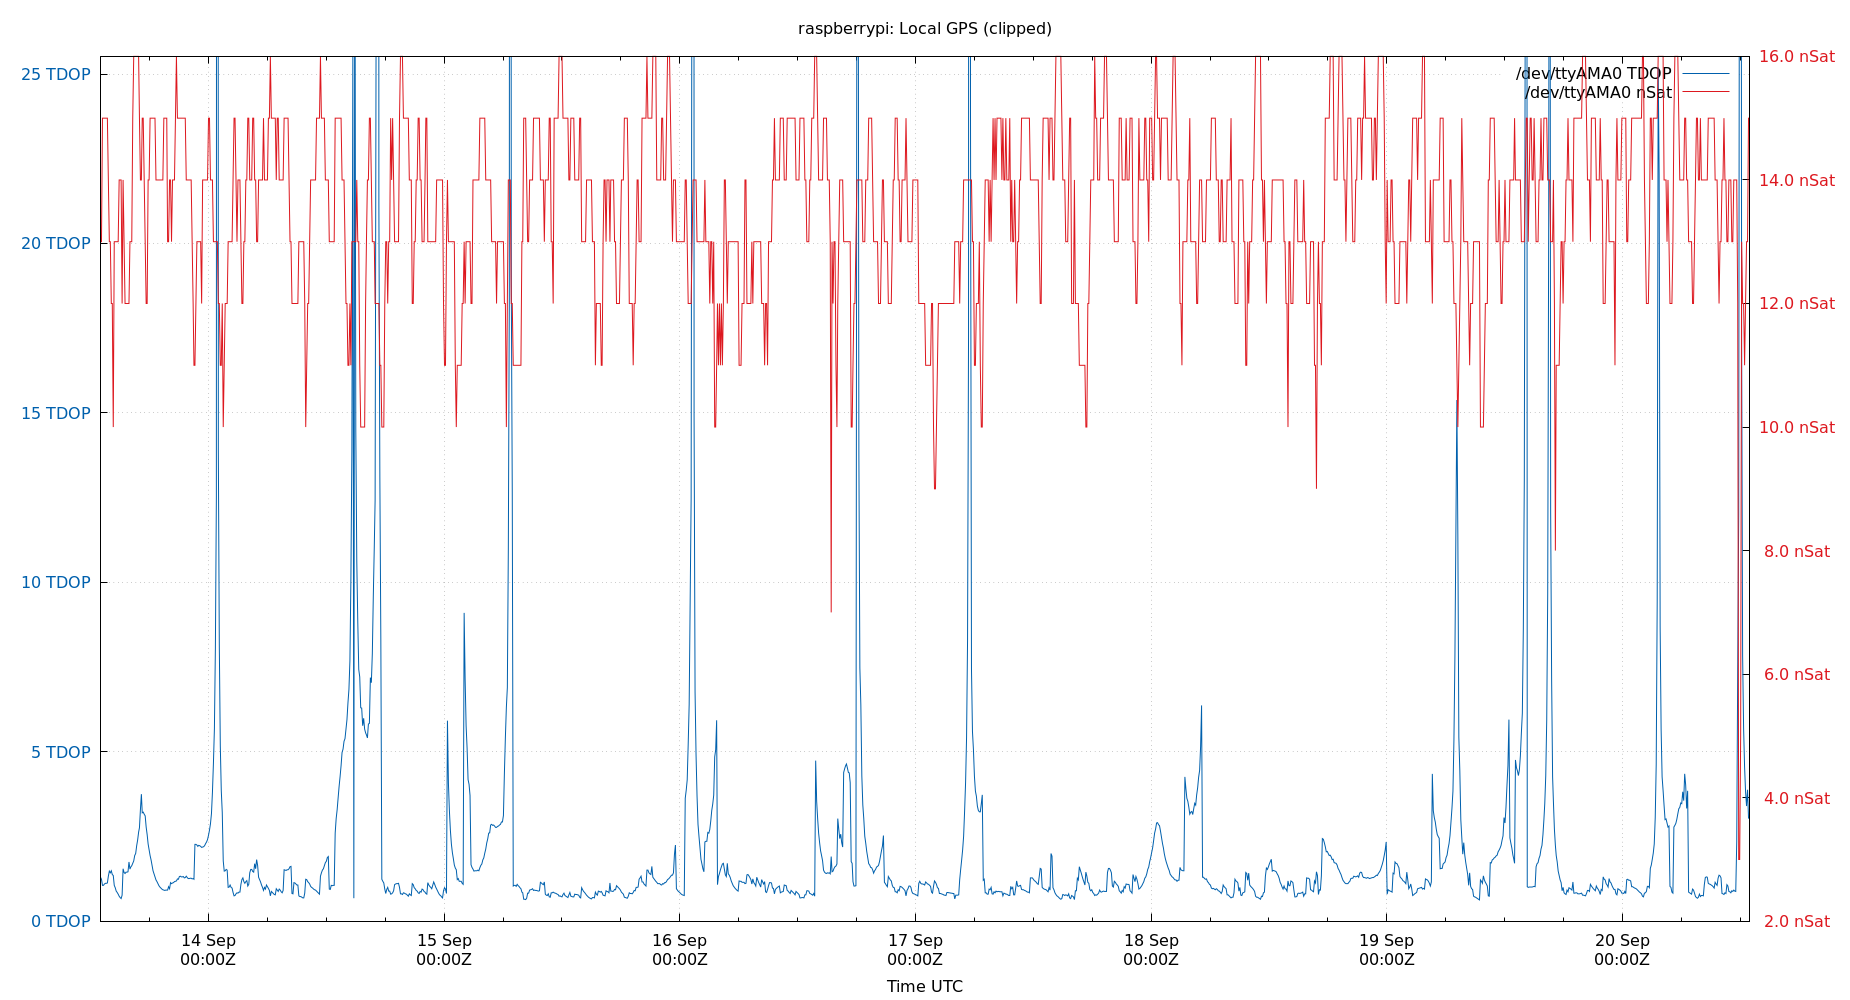 raspberrypi: Local GPS (clipped)
25 TDOP
20 TDOP
15 TDOP
10 TDOP
5 TDOP
0 TDOP
16.0 nSat
14.0 nSat
12.0 nSat
10.0 nSat
8.0 nSat
6.0 nSat
4.0 nSat
2.0 nSat
/dev/ttyAMA0 TDOP
/dev/ttyAMA0 nSat
14 Sep 15 Sep 16 Sep 17 Sep 18 Sep 19 Sep 20 Sep
00:00Z 00:00Z 00:00Z 00:00Z 00:00Z 00:00Z 00:00Z
Time UTC